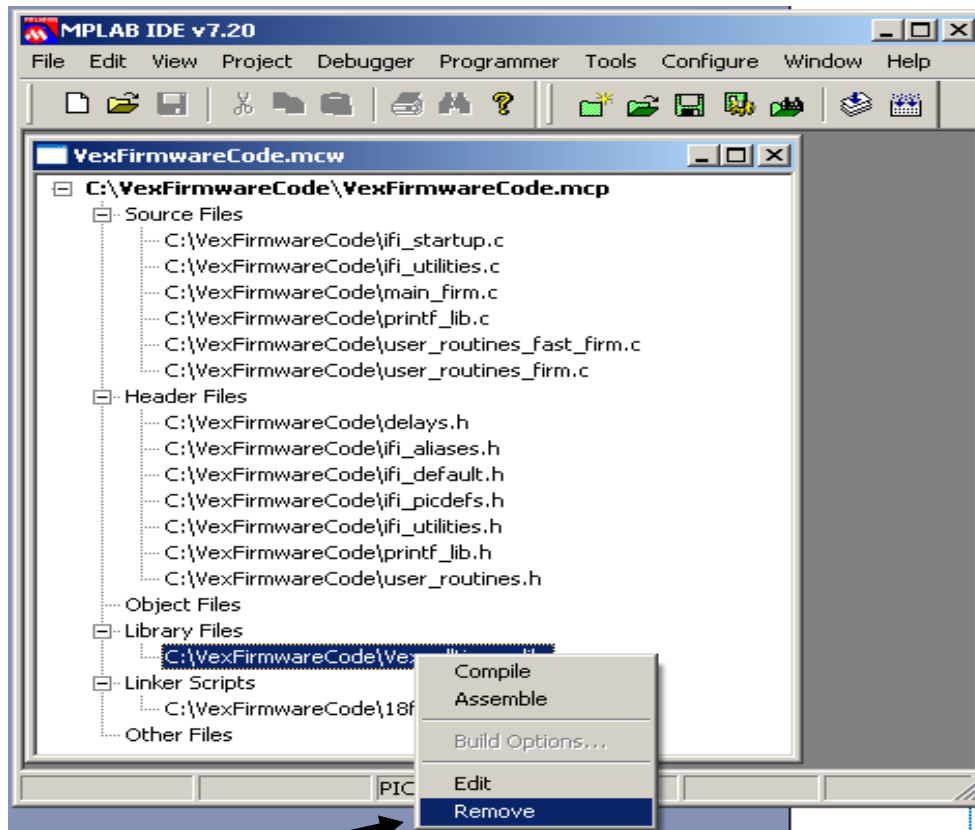 MPLAB IDE v7.20
File Edit View Project Debugger Programmer Tools Configure Window Help
VexFirmwareCode.mcw
C:\VexFirmwareCode\VexFirmwareCode.mcp
Source Files
C:\VexFirmwareCode\ifi_startup.c
C:\VexFirmwareCode\ifi_utilities.c
C:\VexFirmwareCode\main_firm.c
C:\VexFirmwareCode\printf_lib.c
C:\VexFirmwareCode\user_routines_fast_firm.c
C:\VexFirmwareCode\user_routines_firm.c
Header Files
C:\VexFirmwareCode\delays.h
C:\VexFirmwareCode\ifi_aliases.h
C:\VexFirmwareCode\ifi_default.h
C:\VexFirmwareCode\ifi_picdefs.h
C:\VexFirmwareCode\ifi_utilities.h
C:\VexFirmwareCode\printf_lib.h
C:\VexFirmwareCode\user_routines.h
Object Files
Library Files
C:\VexFirmwareCode\Vex
Compile
Linker Scripts
Assemble
C:\VexFirmwareCode\18f
Other Files
Build Options...
PIC
Edit
Remove